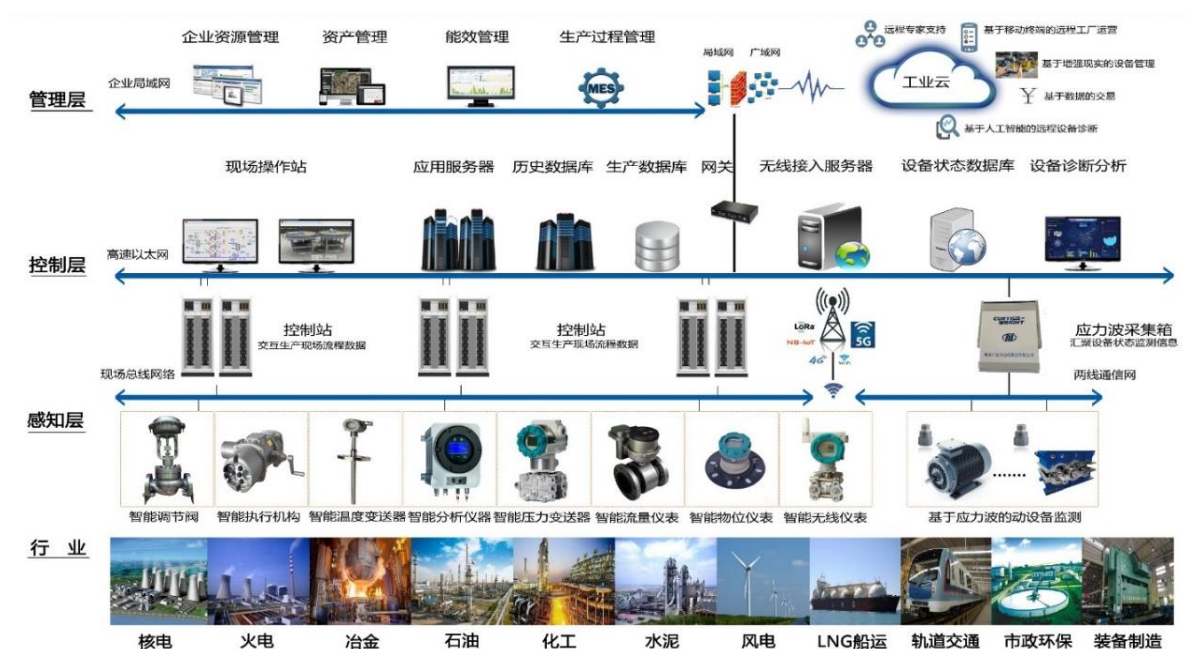 企业资源管理 资产管理 能效管理 生产过程管理
局域网 广域网
远程专家支持
基于移动终端的远程工厂运营
基于增强现实的设备管理
工业云
基于数据的交易
基于人工智能的远程设备诊断
企业局域网
MES
管理层
现场操作站 应用服务器 历史数据库 生产数据库 网关 无线接入服务器 设备状态数据库 设备诊断分析
高速以太网
控制层
控制站
交互生产现场流程数据
控制站
交互生产现场流程数据
LoRa
NB-IoT
5G
4G
Wi-Fi
CURTISS-
WRIGHT
应力波采集箱
汇聚设备状态监测信息
现场总线网络
两线通信网
感知层
智能调节阀 智能执行机构 智能温度变送器 智能分析仪器 智能压力变送器 智能流量仪表 智能物位仪表 智能无线仪表 基于应力波的动设备监测
行 业
核电 火电 冶金 石油 化工 水泥 风电 LNG船运 轨道交通 市政环保 装备制造